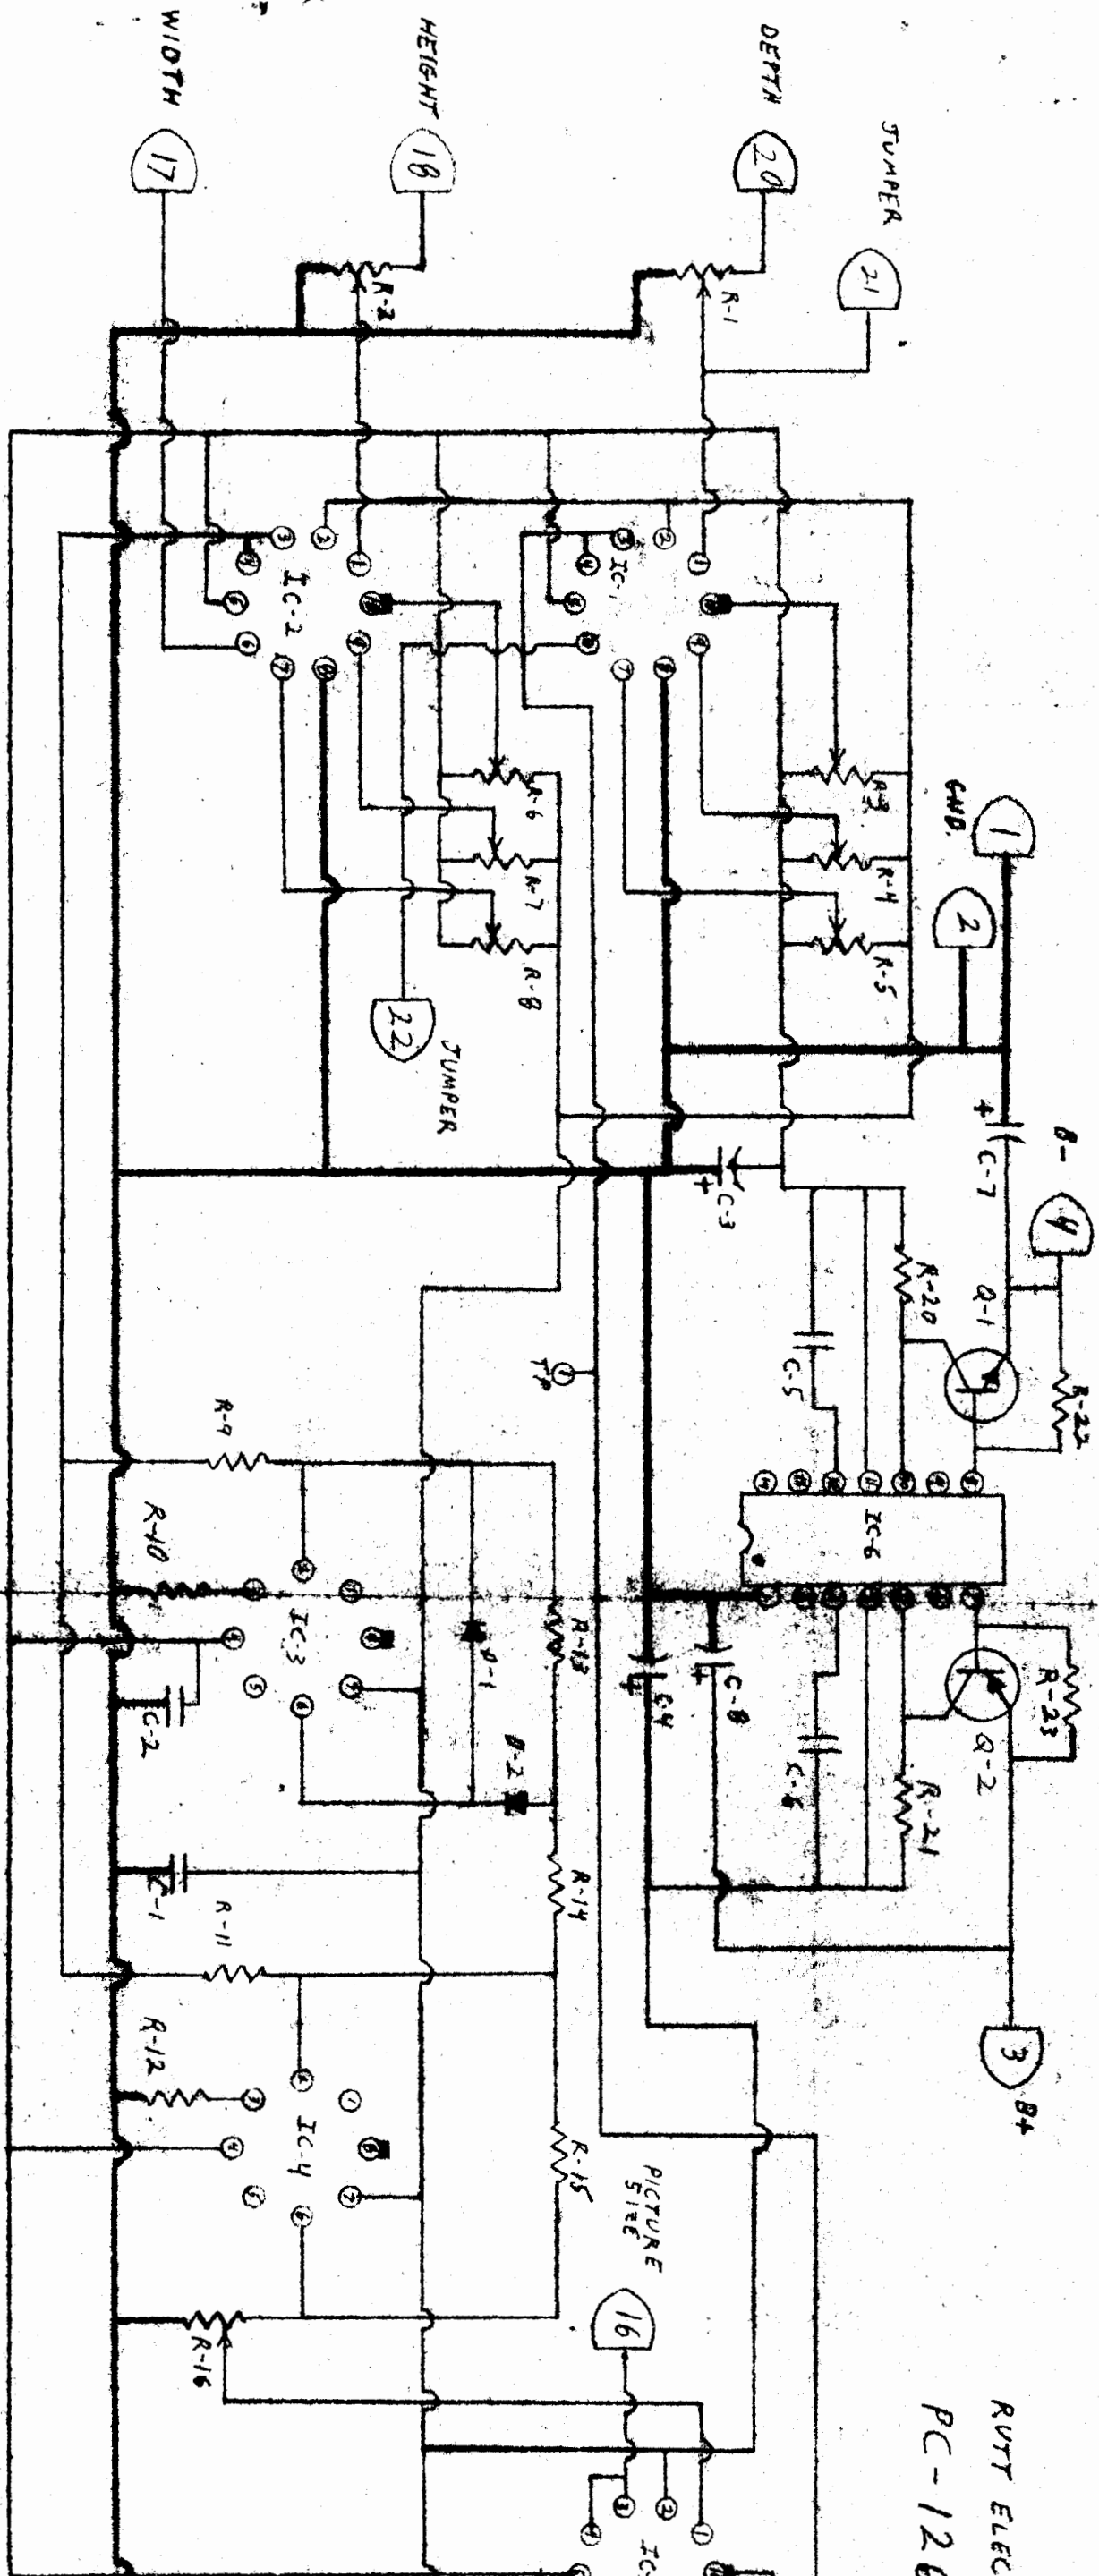 RUTT ELEC
PC-126
JUMPER
21
DEPTH
20
HEIGHT
18
WIDTH
17
R-1
R-2
1
GND.
2
B-
4
C-7
Q-1
R-22
R-20
C-5
C-3
IC-6
R-23
Q-2
R-21
C-6
C-8
C-4
3
B+
IC-1
R-3
R-4
R-5
IC-2
R-6
R-7
R-8
22
JUMPER
TP
R-9
R-10
IC-3
C-2
D-1
D-2
R-13
R-14
C-1
R-11
R-12
IC-4
R-15
R-16
PICTURE
SIZE
16
IC-